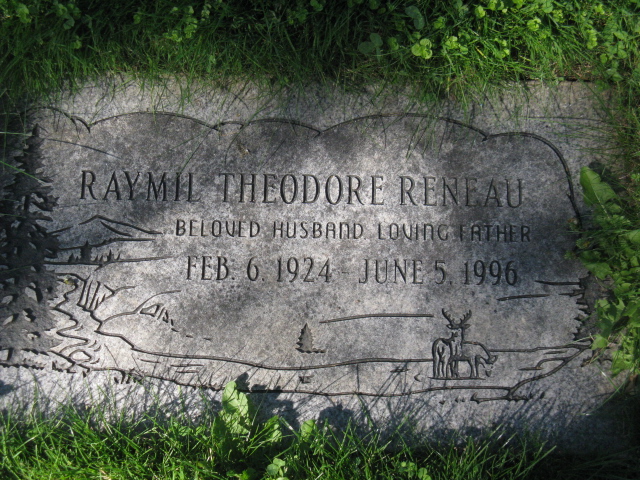 RAYMIL THEODORE RENEAU
BELOVED HUSBAND LOVING FATHER
FEB. 6. 1924 - JUNE 5, 1996